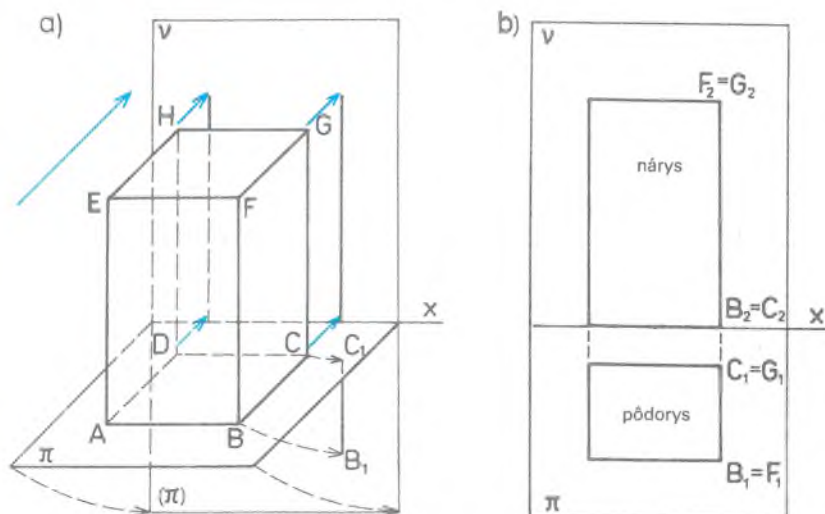 a)
ν
H
G
E
F
x
D
C
C₁
A
B
π
B₁
(π)
b)
ν
F₂=G₂
nárys
B₂=C₂
x
C₁=G₁
pôdorys
B₁=F₁
π